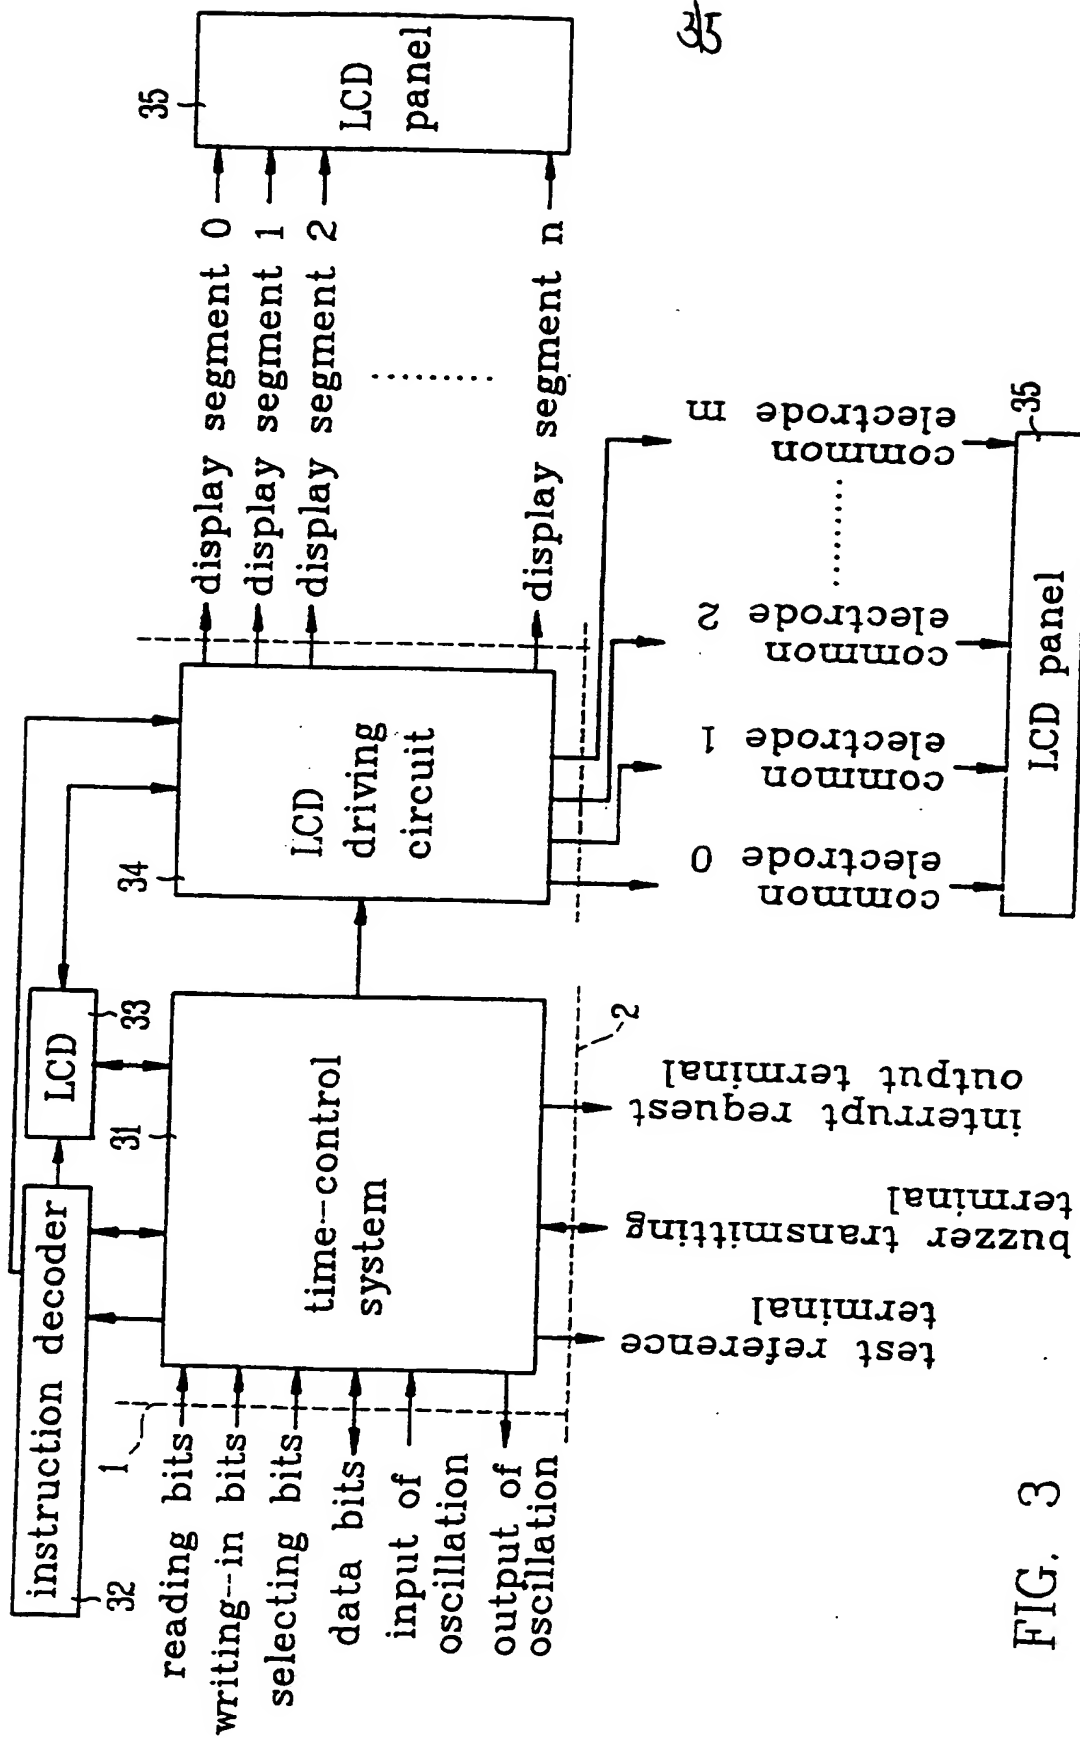 3/5
instruction decoder
32
LCD
33
LCD
driving
circuit
34
LCD
panel
35
time--control
system
31
1
2
reading bits
writing--in bits
selecting bits
data bits
input of
oscillation
output of
oscillation
display segment 0
display segment 1
display segment 2
........
display segment n
test reference
terminal
buzzer transmitting
terminal
interrupt request
output terminal
common
electrode 0
common
electrode 1
common
electrode 2
........
common
electrode m
LCD panel
35
FIG. 3